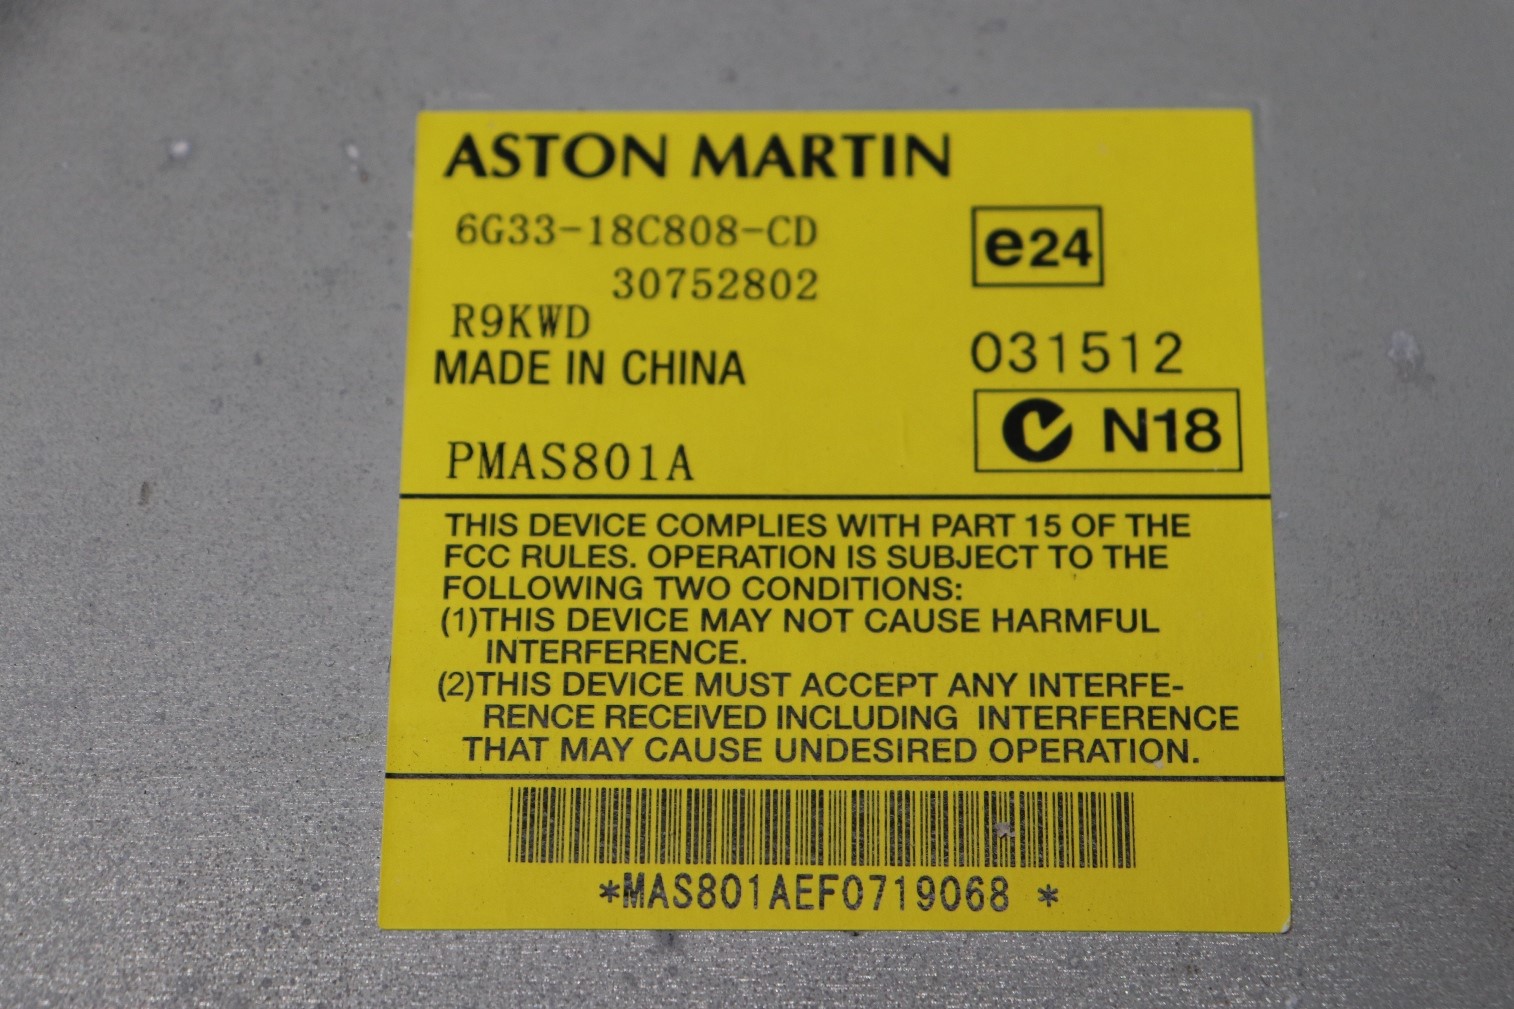 ASTON MARTIN
6G33-18C808-CD
30752802
R9KWD
MADE IN CHINA
PMAS801A
e24
031512
N18
THIS DEVICE COMPLIES WITH PART 15 OF THE
FCC RULES. OPERATION IS SUBJECT TO THE
FOLLOWING TWO CONDITIONS:
(1)THIS DEVICE MAY NOT CAUSE HARMFUL
INTERFERENCE.
(2)THIS DEVICE MUST ACCEPT ANY INTERFE-
RENCE RECEIVED INCLUDING INTERFERENCE
THAT MAY CAUSE UNDESIRED OPERATION.
*MAS801AEF0719068 *